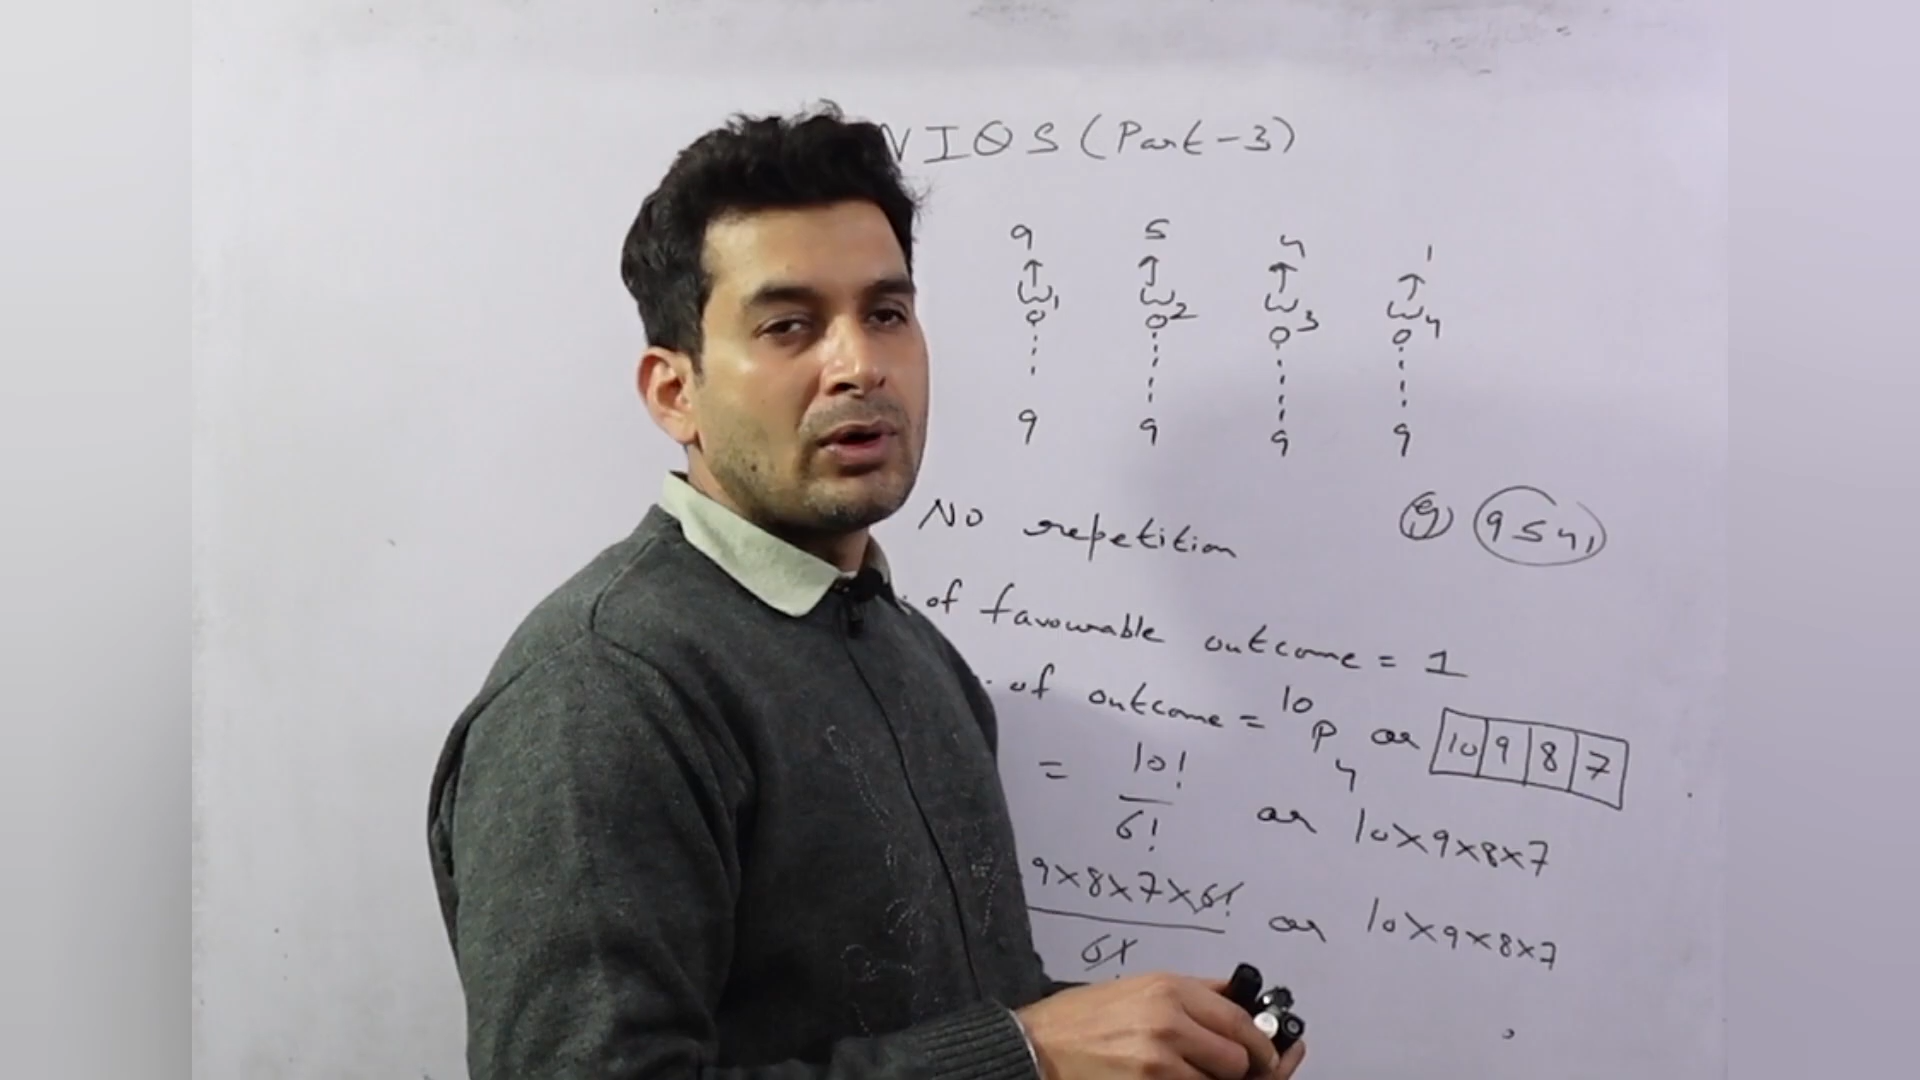 NIOS (Part-3)
9 5 4 1
↑ ↑ ↑ ↑
W1 W2 W3 W4
0 0 0 0
9 9 9 9
No repetition eg 9541
. of favourable outcome = 1
. of outcome = 10P4 or 10 9 8 7
= 10!/6! or 10×9×8×7
9×8×7×6!/6! or 10×9×8×7